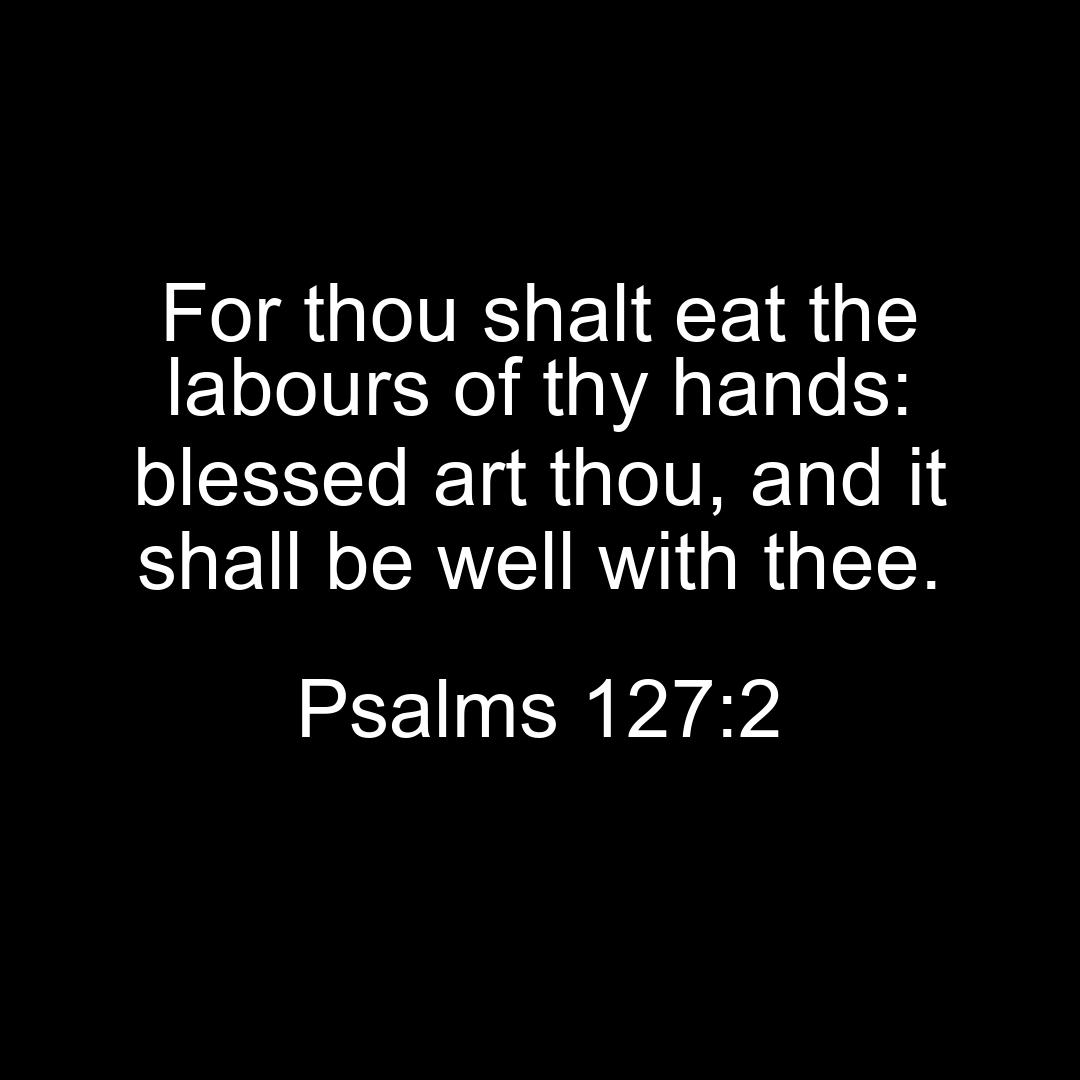 For thou shalt eat the
labours of thy hands:
blessed art thou, and it
shall be well with thee.
Psalms 127:2